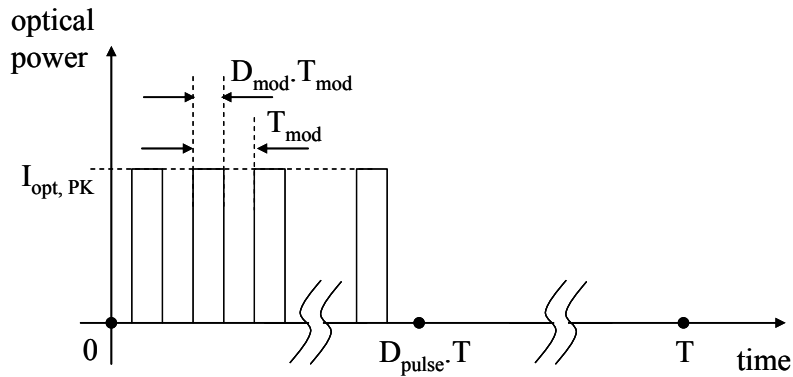 optical
power
D_mod.T_mod
T_mod
I_opt, PK
0
D_pulse.T
T
time